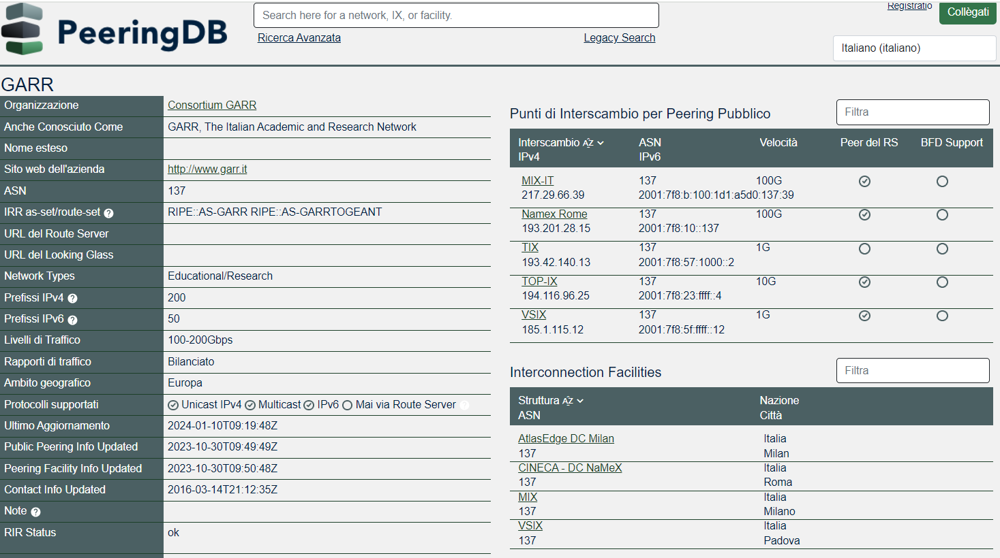 PeeringDB
Search here for a network, IX, or facility.
Ricerca Avanzata
Legacy Search
Registratio
Collegati
Italiano (italiano)
GARR
Organizzazione Consortium GARR
Anche Conosciuto Come GARR, The Italian Academic and Research Network
Nome esteso
Sito web dell'azienda http://www.garr.it
ASN 137
IRR as-set/route-set ? RIPE::AS-GARR RIPE::AS-GARRTOGEANT
URL del Route Server
URL del Looking Glass
Network Types Educational/Research
Prefissi IPv4 ? 200
Prefissi IPv6 ? 50
Livelli di Traffico 100-200Gbps
Rapporti di traffico Bilanciato
Ambito geografico Europa
Protocolli supportati Unicast IPv4 Multicast IPv6 Mai via Route Server ?
Ultimo Aggiornamento 2024-01-10T09:19:48Z
Public Peering Info Updated 2023-10-30T09:49:49Z
Peering Facility Info Updated 2023-10-30T09:50:48Z
Contact Info Updated 2016-03-14T21:12:35Z
Note ?
RIR Status ok
Punti di Interscambio per Peering Pubblico
Filtra
Interscambio AZ ASN Velocità Peer del RS BFD Support
IPv4 IPv6
MIX-IT 137 100G
217.29.66.39 2001:7f8:b:100:1d1:a5d0:137:39
Namex Rome 137 100G
193.201.28.15 2001:7f8:10::137
TIX 137 1G
193.42.140.13 2001:7f8:57:1000::2
TOP-IX 137 10G
194.116.96.25 2001:7f8:23:ffff::4
VSIX 137 1G
185.1.115.12 2001:7f8:5f:ffff::12
Interconnection Facilities
Filtra
Struttura AZ Nazione
ASN Città
AtlasEdge DC Milan Italia
137 Milan
CINECA - DC NaMeX Italia
137 Roma
MIX Italia
137 Milano
VSIX Italia
137 Padova